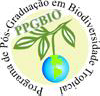 Programa de Pós-Graduação em Biodiversidade Tropical
PPGBIO